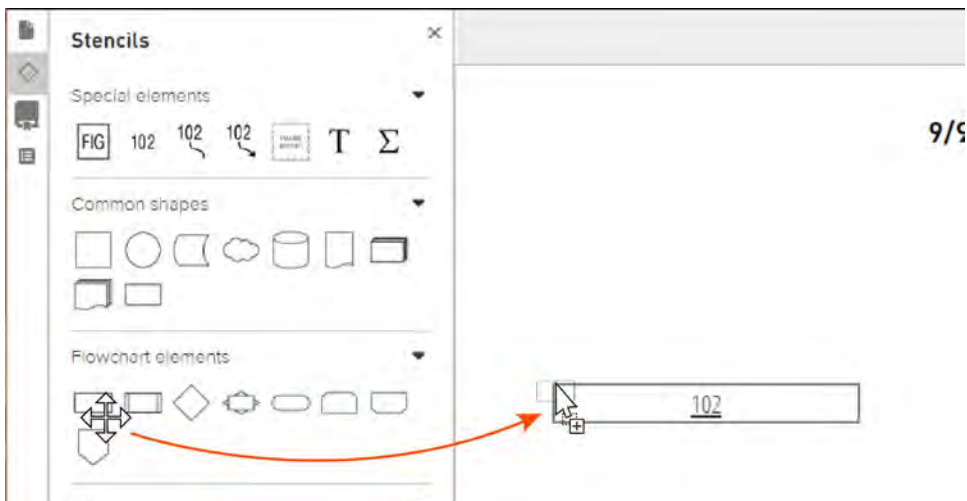 Stencils
Special elements
FIG 102 102 102 T Σ
Common shapes
Flowchart elements
9/9
102